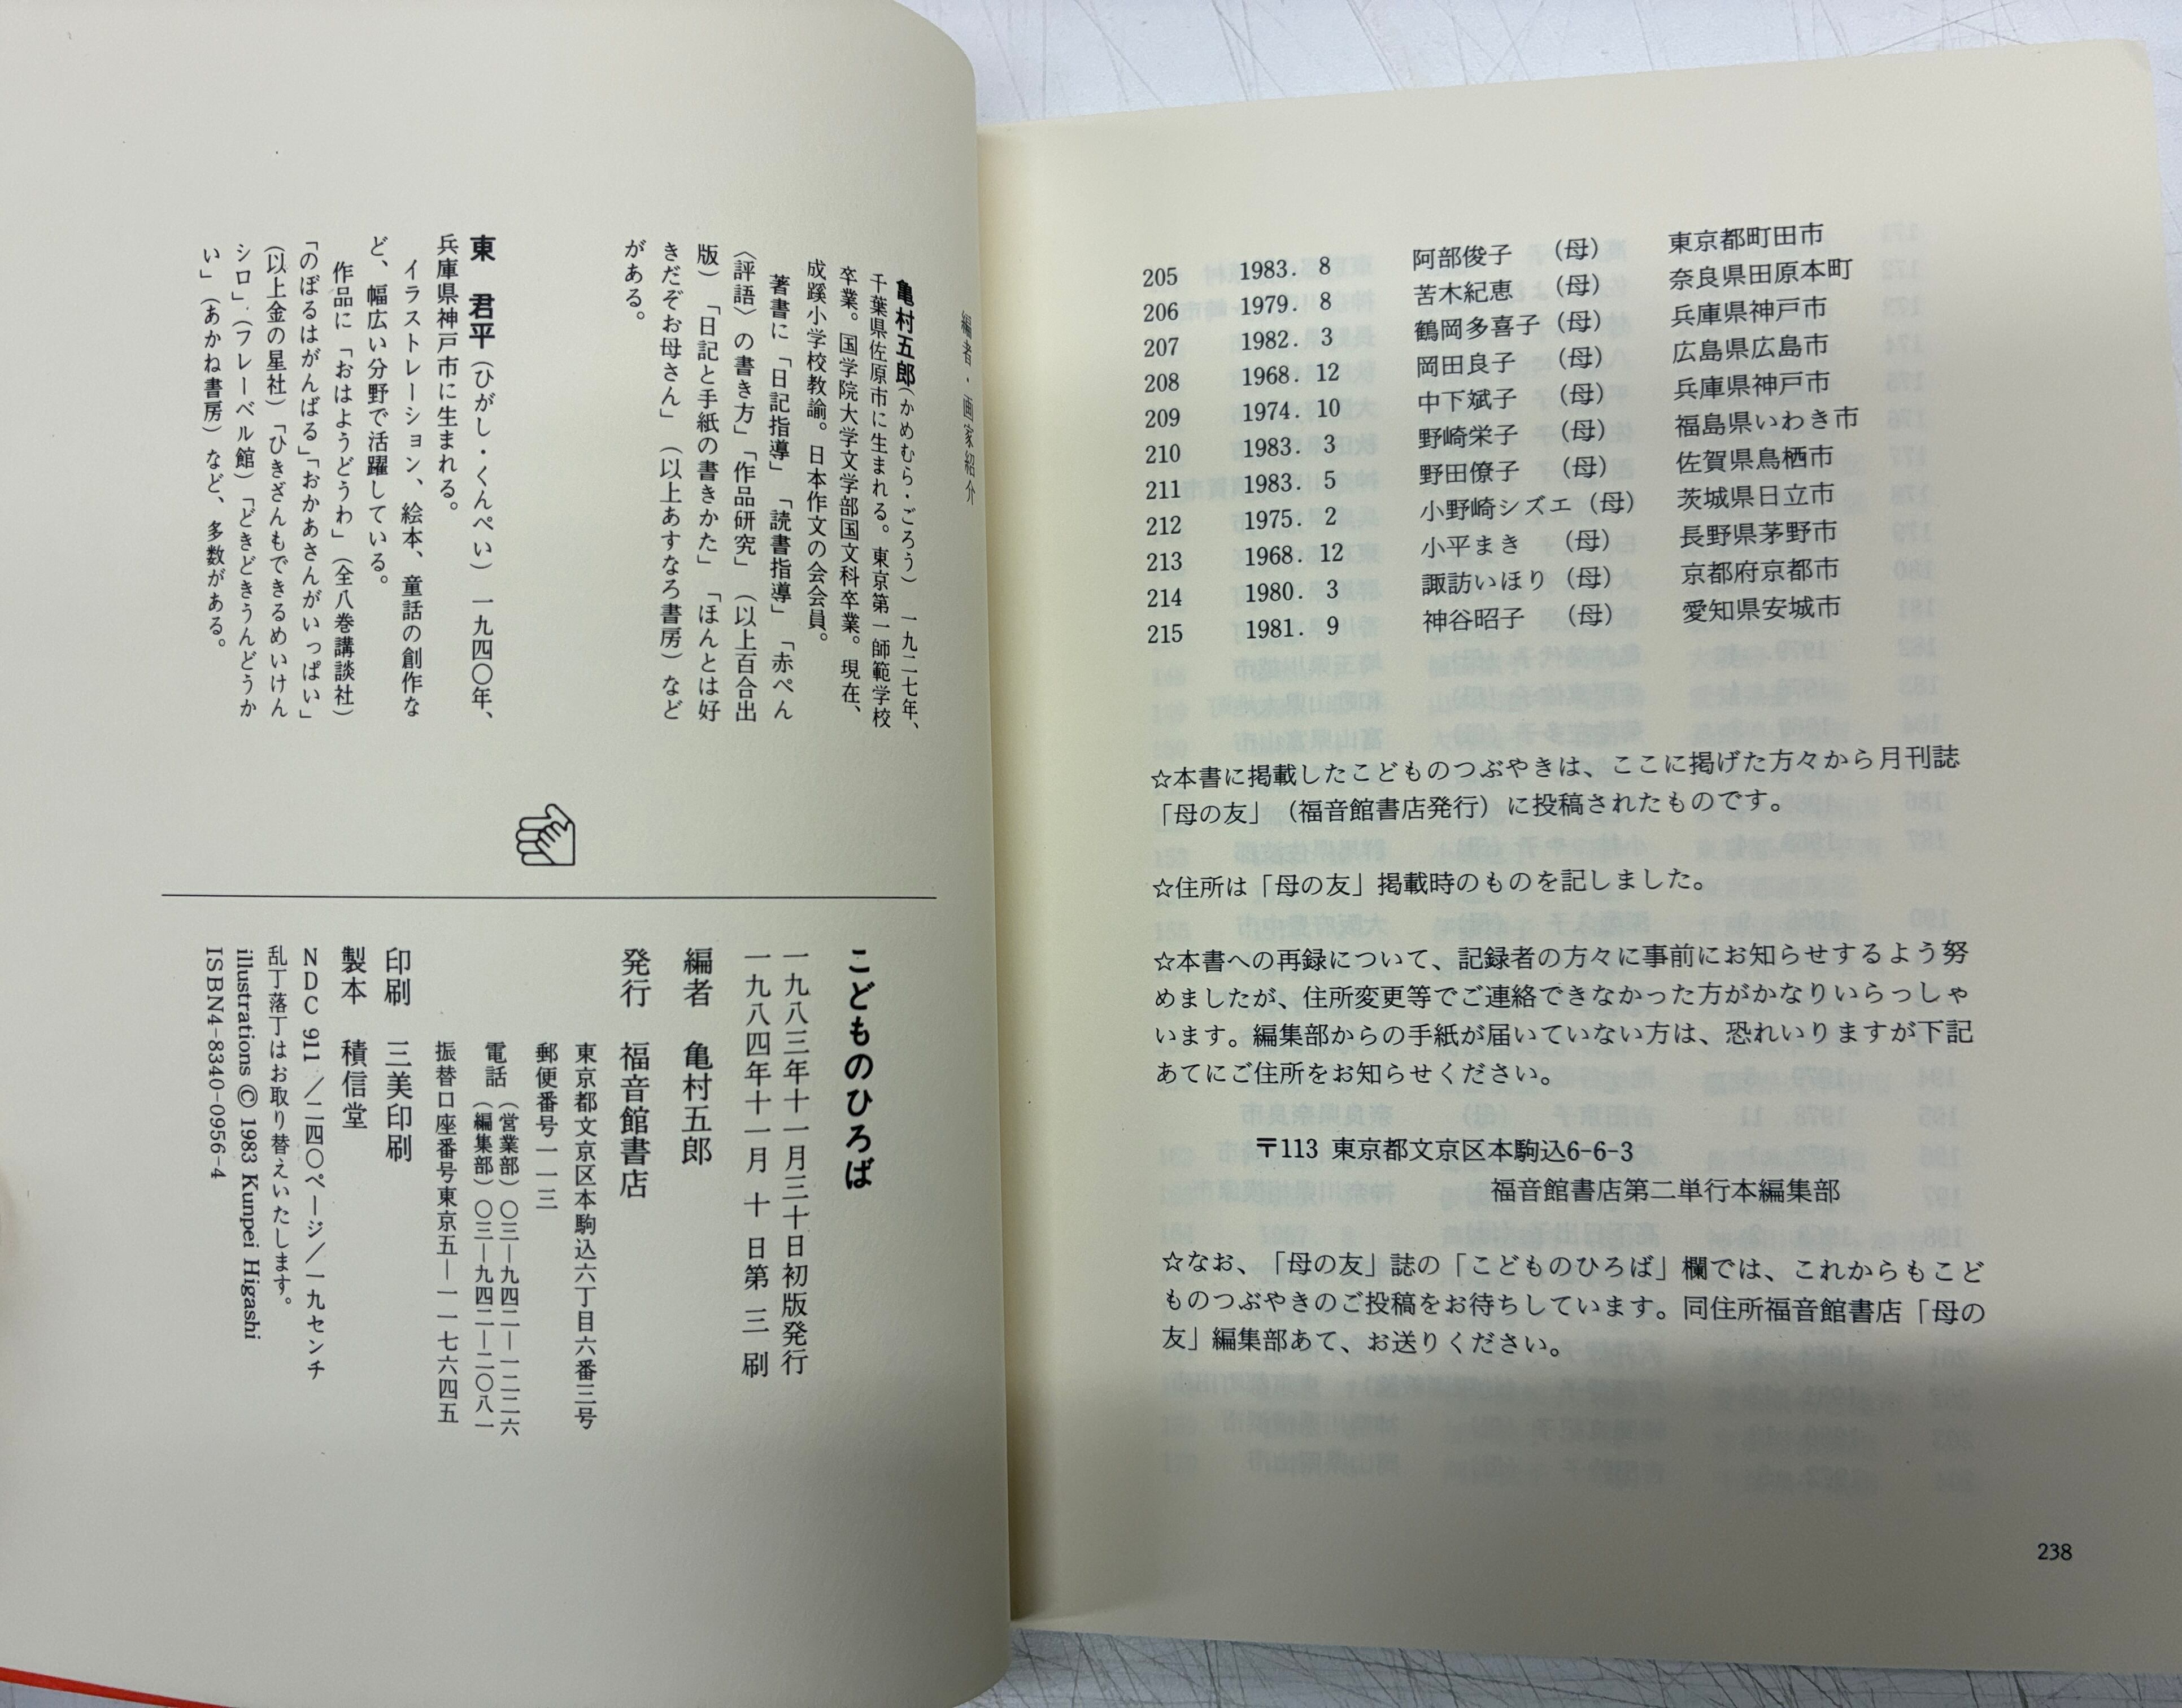 205 1983. 8 阿部俊子 (母) 東京都町田市
206 1979. 8 苦木紀恵 (母) 奈良県田原本町
207 1982. 3 鶴岡多喜子(母) 兵庫県神戸市
208 1968. 12 岡田良子 (母) 広島県広島市
209 1974. 10 中下斌子 (母) 兵庫県神戸市
210 1983. 3 野崎栄子 (母) 福島県いわき市
211 1983. 5 野田僚子 (母) 佐賀県鳥栖市
212 1975. 2 小野崎シズエ(母) 茨城県日立市
213 1968. 12 小平まき (母) 長野県茅野市
214 1980. 3 諏訪いほり(母) 京都府京都市
215 1981. 9 神谷昭子 (母) 愛知県安城市
☆本書に掲載したこどものつぶやきは、ここに掲げた方々から月刊誌
「母の友」(福音館書店発行)に投稿されたものです。
☆住所は「母の友」掲載時のものを記しました。
☆本書への再録について、記録者の方々に事前にお知らせするよう努
めましたが、住所変更等でご連絡できなかった方がかなりいらっしゃ
います。編集部からの手紙が届いていない方は、恐れいりますが下記
あてにご住所をお知らせください。
〒113 東京都文京区本駒込6-6-3
福音館書店第二単行本編集部
☆なお、「母の友」誌の「こどものひろば」欄では、これからもこど
ものつぶやきのご投稿をお待ちしています。同住所福音館書店「母の
友」編集部あて、お送りください。
238
編者・画家紹介
亀村五郎(かめむら・ごろう) 一九二七年、
千葉県佐原市に生まれる。東京第一師範学校
卒業。国学院大学文学部国文科卒業。現在、
成蹊小学校教諭。日本作文の会会員。
著書に「日記指導」「読書指導」「赤ぺん
〈評語〉の書き方」「作品研究」(以上百合出
版)「日記と手紙の書きかた」「ほんとは好
きだぞお母さん」(以上あすなろ書房)など
がある。
東 君平(ひがし・くんぺい) 一九四〇年、
兵庫県神戸市に生まれる。
イラストレーション、絵本、童話の創作な
ど、幅広い分野で活躍している。
作品に「おはようどうわ」(全八巻講談社)
「のぼるはがんばる」「おかあさんがいっぱい」
(以上金の星社)「ひきざんもできるめいけん
シロ」(フレーベル館)「どきどきうんどうか
い」(あかね書房)など、多数がある。
こどものひろば
一九八三年十一月三十日初版発行
一九八四年十一月 十 日第 三 刷
編者 亀村五郎
発行 福音館書店
東京都文京区本駒込六丁目六番三号
郵便番号一一三
電話(営業部)〇三―九四二―一二二六
(編集部)〇三―九四二―二〇八一
振替口座番号東京五―一一七六四五
印刷 三美印刷
製本 積信堂
NDC 911 /二四〇ページ/一九センチ
乱丁落丁はお取り替えいたします。
illustrations © 1983 Kunpei Higashi
ISBN4-8340-0956-4